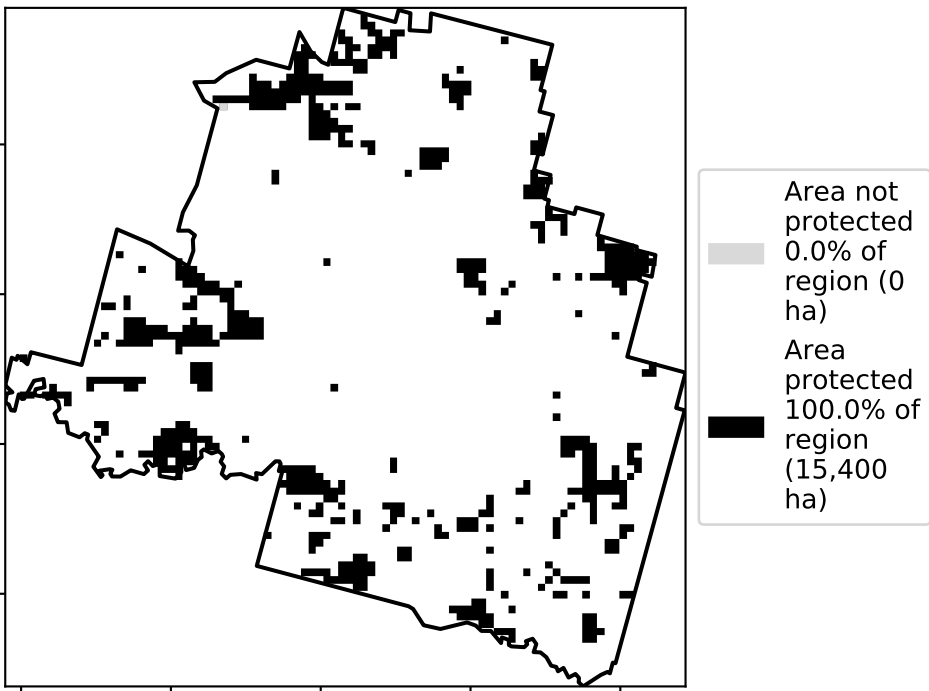 Area not
protected
0.0% of
region (0
ha)
Area
protected
100.0% of
region
(15,400
ha)